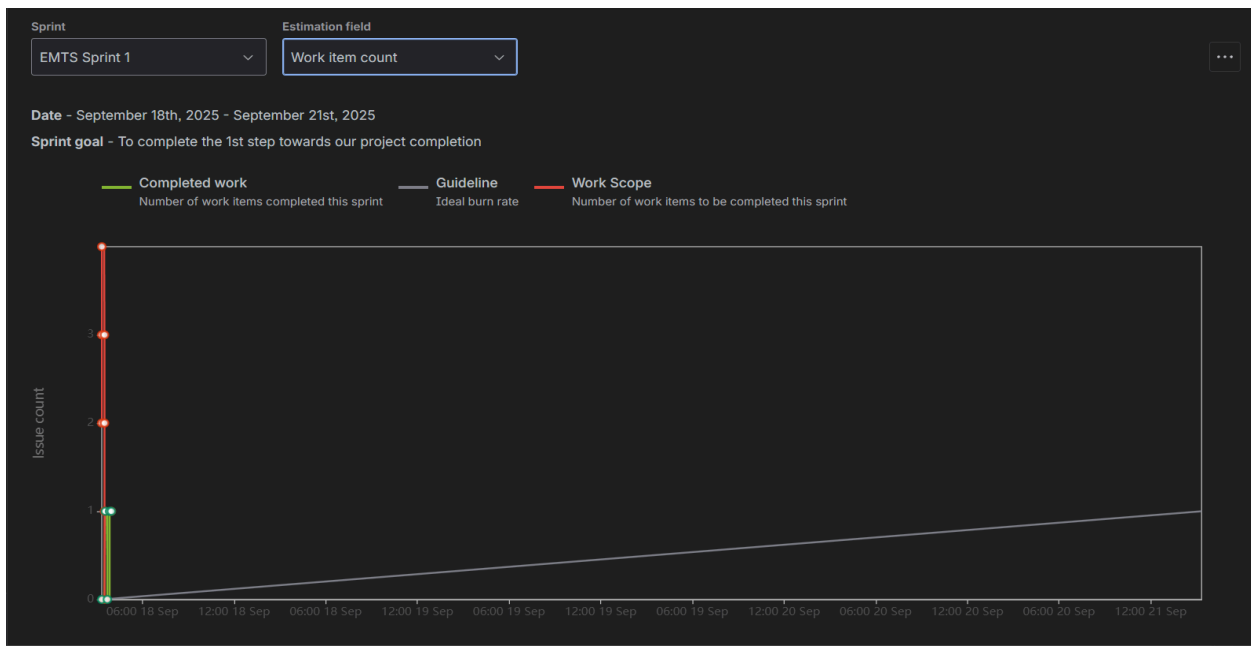 Sprint Estimation field
EMTS Sprint 1 Work item count
Date - September 18th, 2025 - September 21st, 2025
Sprint goal - To complete the 1st step towards our project completion
Completed work Guideline Work Scope
Number of work items completed this sprint Ideal burn rate Number of work items to be completed this sprint
3
2
1
0
Issue count
06:00 18 Sep 12:00 18 Sep 06:00 18 Sep 12:00 19 Sep 06:00 19 Sep 12:00 19 Sep 06:00 19 Sep 12:00 20 Sep 06:00 20 Sep 12:00 20 Sep 06:00 20 Sep 12:00 21 Sep